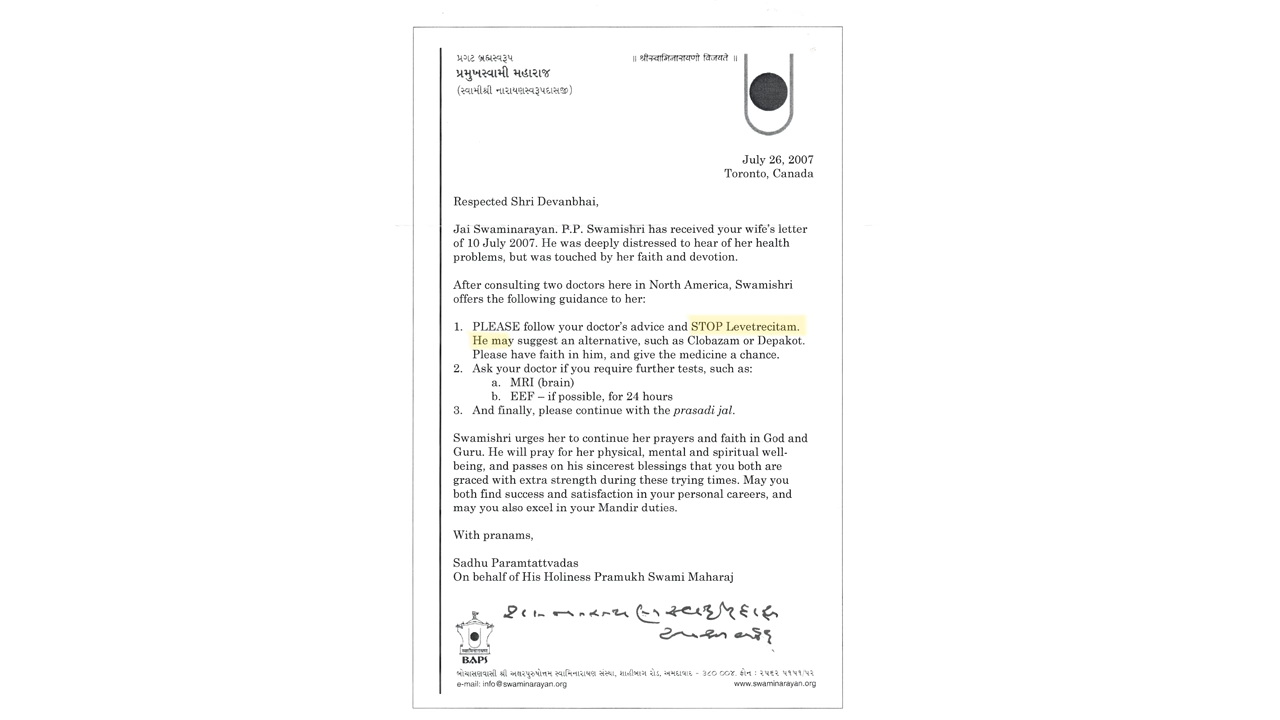 પ્રગટ બ્રહ્મસ્વરૂપ
પ્રમુખસ્વામી મહારાજ
(સ્વામીશ્રી નારાયણસ્વરૂપદાસજી)
॥ श्रीस्वामिनारायणो विजयते ॥
July 26, 2007
Toronto, Canada
Respected Shri Devanbhai,
Jai Swaminarayan. P.P. Swamishri has received your wife's letter
of 10 July 2007. He was deeply distressed to hear of her health
problems, but was touched by her faith and devotion.
After consulting two doctors here in North America, Swamishri
offers the following guidance to her:
1. PLEASE follow your doctor's advice and STOP Levetrecitam.
He may suggest an alternative, such as Clobazam or Depakot.
Please have faith in him, and give the medicine a chance.
2. Ask your doctor if you require further tests, such as:
a. MRI (brain)
b. EEF – if possible, for 24 hours
3. And finally, please continue with the prasadi jal.
Swamishri urges her to continue her prayers and faith in God and
Guru. He will pray for her physical, mental and spiritual well-
being, and passes on his sincerest blessings that you both are
graced with extra strength during these trying times. May you
both find success and satisfaction in your personal careers, and
may you also excel in your Mandir duties.
With pranams,
Sadhu Paramtattvadas
On behalf of His Holiness Pramukh Swami Maharaj
BAPS
બોચાસણવાસી શ્રી અક્ષરપુરુષોત્તમ સ્વામિનારાયણ સંસ્થા, શાહીબાગ રોડ, અમદાવાદ - ૩૮૦ ૦૦૪. ફોન :
e-mail: info@swaminarayan.org www.swaminarayan.org